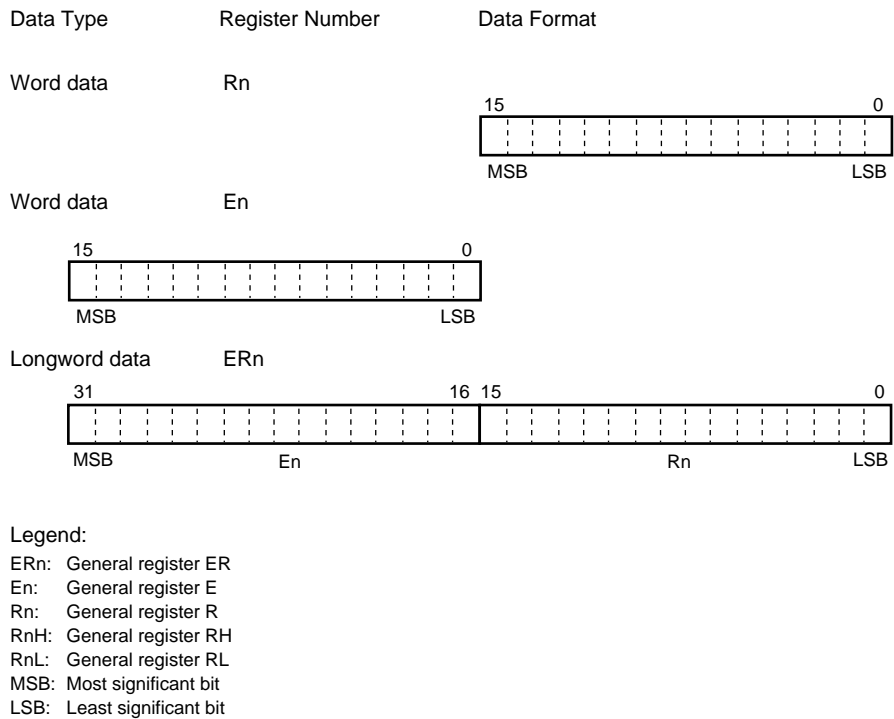 Data Type Register Number Data Format
Word data Rn
15 0
MSB LSB
Word data En
15 0
MSB LSB
Longword data ERn
31 16 15 0
MSB En Rn LSB
Legend:
ERn: General register ER
En: General register E
Rn: General register R
RnH: General register RH
RnL: General register RL
MSB: Most significant bit
LSB: Least significant bit